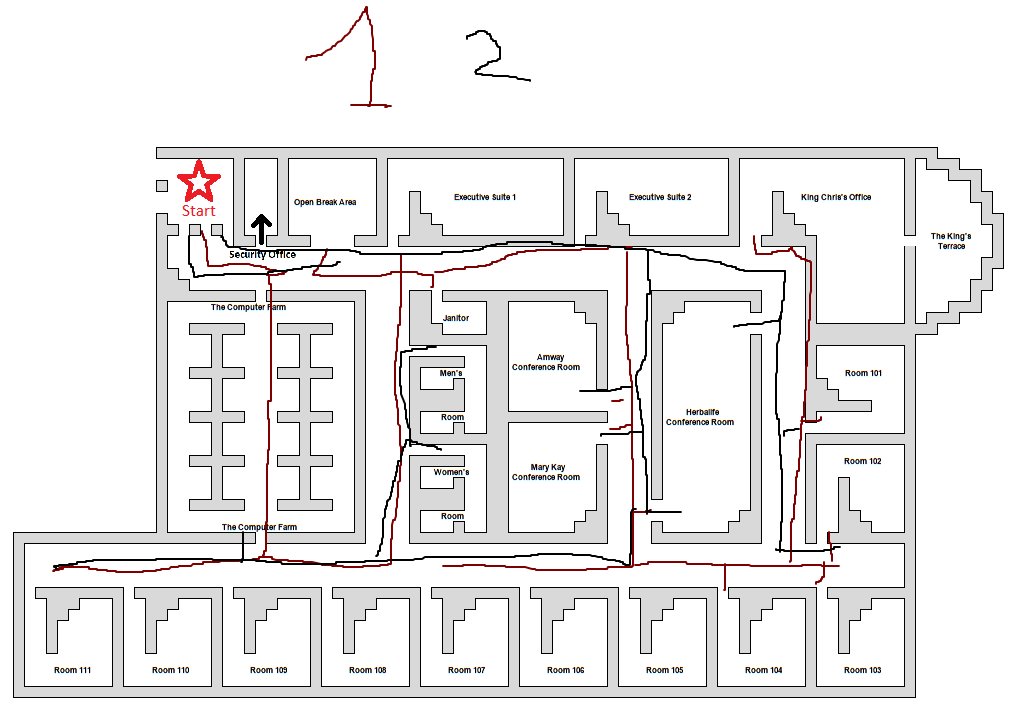 1 2
Start
Open Break Area
Executive Suite 1
Executive Suite 2
King Chris's Office
The King's
Terrace
Security Office
The Computer Farm
Janitor
Men's
Room
Amway
Conference Room
Herbalife
Conference Room
Room 101
Women's
Room
Mary Kay
Conference Room
Room 102
The Computer Farm
Room 111
Room 110
Room 109
Room 108
Room 107
Room 106
Room 105
Room 104
Room 103